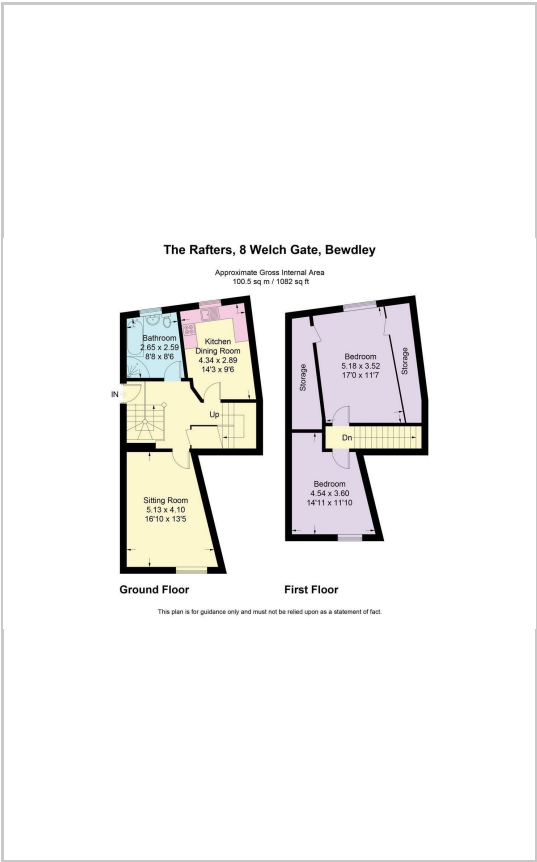 The Rafters, 8 Welch Gate, Bewdley
Approximate Gross Internal Area
100.5 sq m / 1082 sq ft
Bathroom
2.65 x 2.59
8'8 x 8'6
Kitchen
Dining Room
4.34 x 2.89
14'3 x 9'6
IN
Up
Sitting Room
5.13 x 4.10
16'10 x 13'5
Ground Floor
Storage
Bedroom
5.18 x 3.52
17'0 x 11'7
Storage
Dn
Bedroom
4.54 x 3.60
14'11 x 11'10
First Floor
This plan is for guidance only and must not be relied upon as a statement of fact.